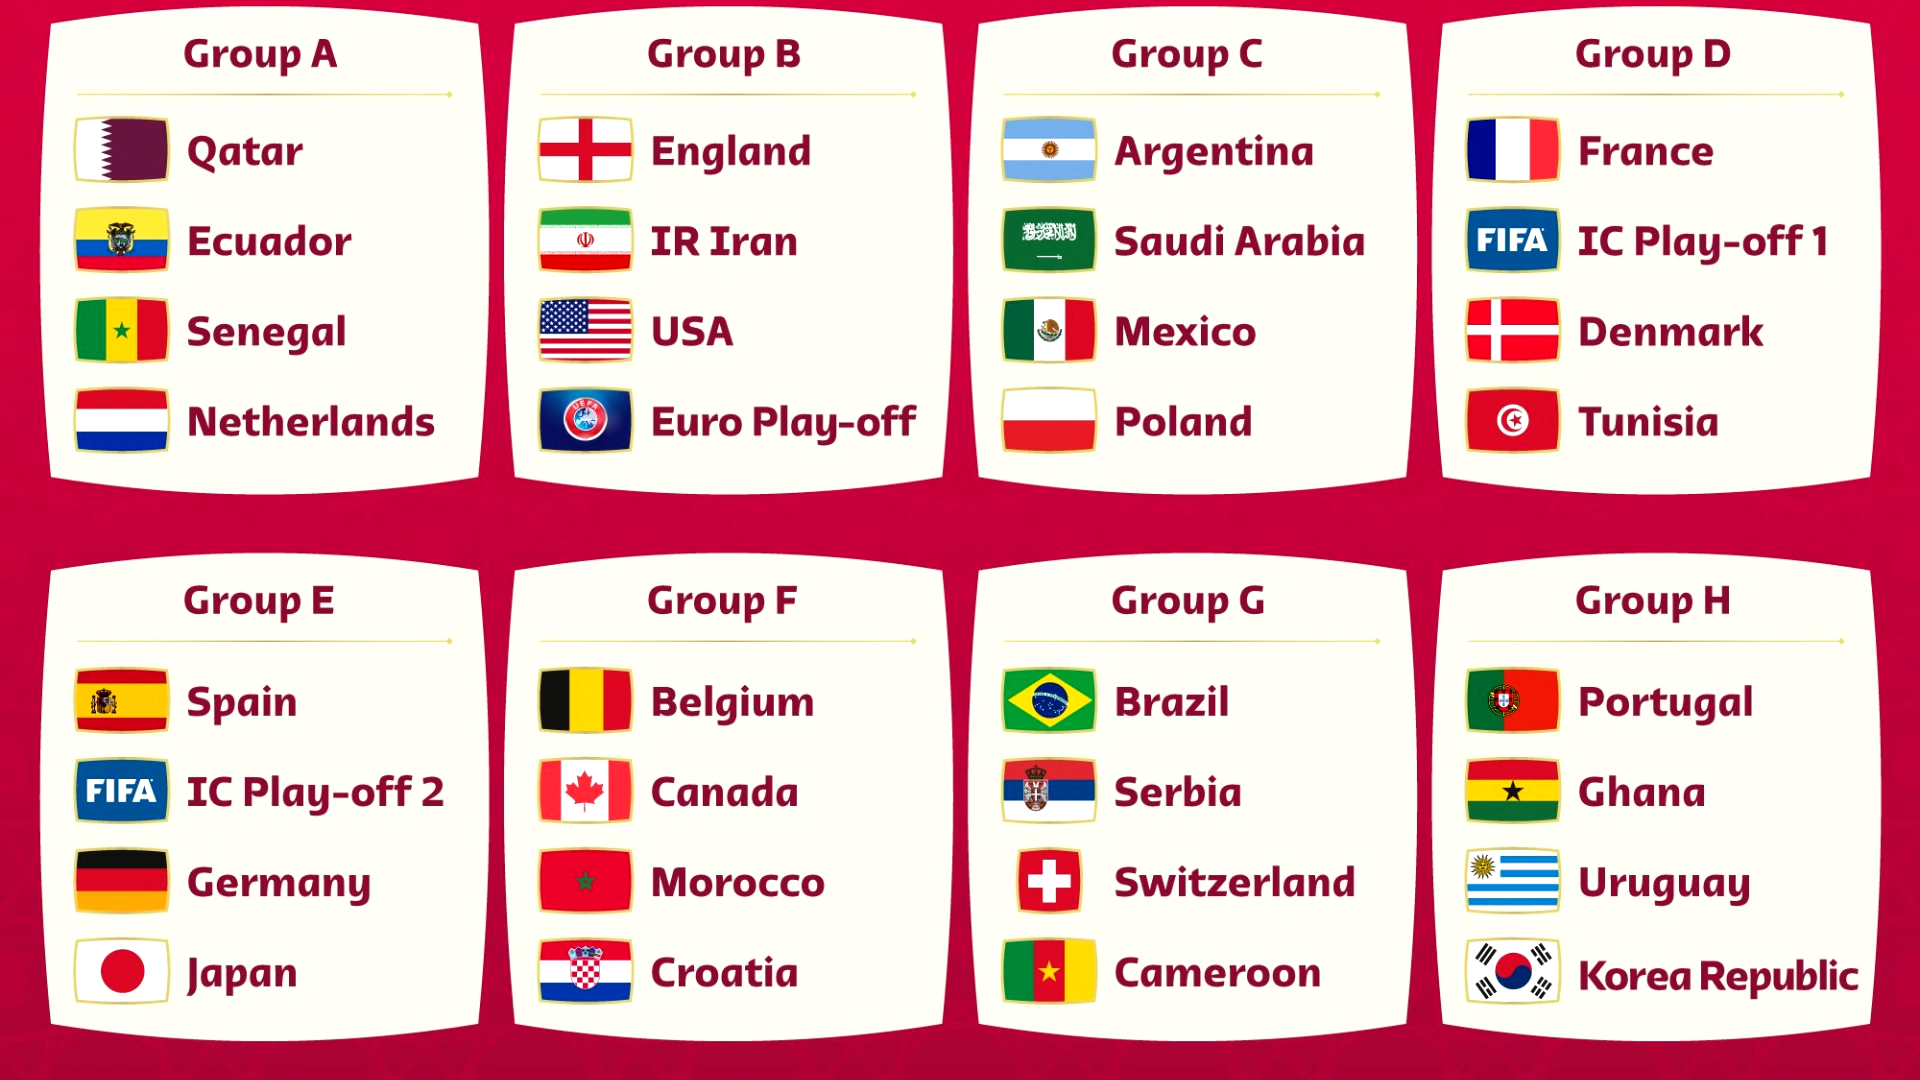 Group A
Qatar
Ecuador
Senegal
Netherlands
Group B
England
IR Iran
USA
UEFA
Euro Play-off
Group C
Argentina
Saudi Arabia
Mexico
Poland
Group D
France
FIFA
IC Play-off 1
Denmark
Tunisia
Group E
Spain
FIFA
IC Play-off 2
Germany
Japan
Group F
Belgium
Canada
Morocco
Croatia
Group G
Brazil
Serbia
Switzerland
Cameroon
Group H
Portugal
Ghana
Uruguay
Korea Republic